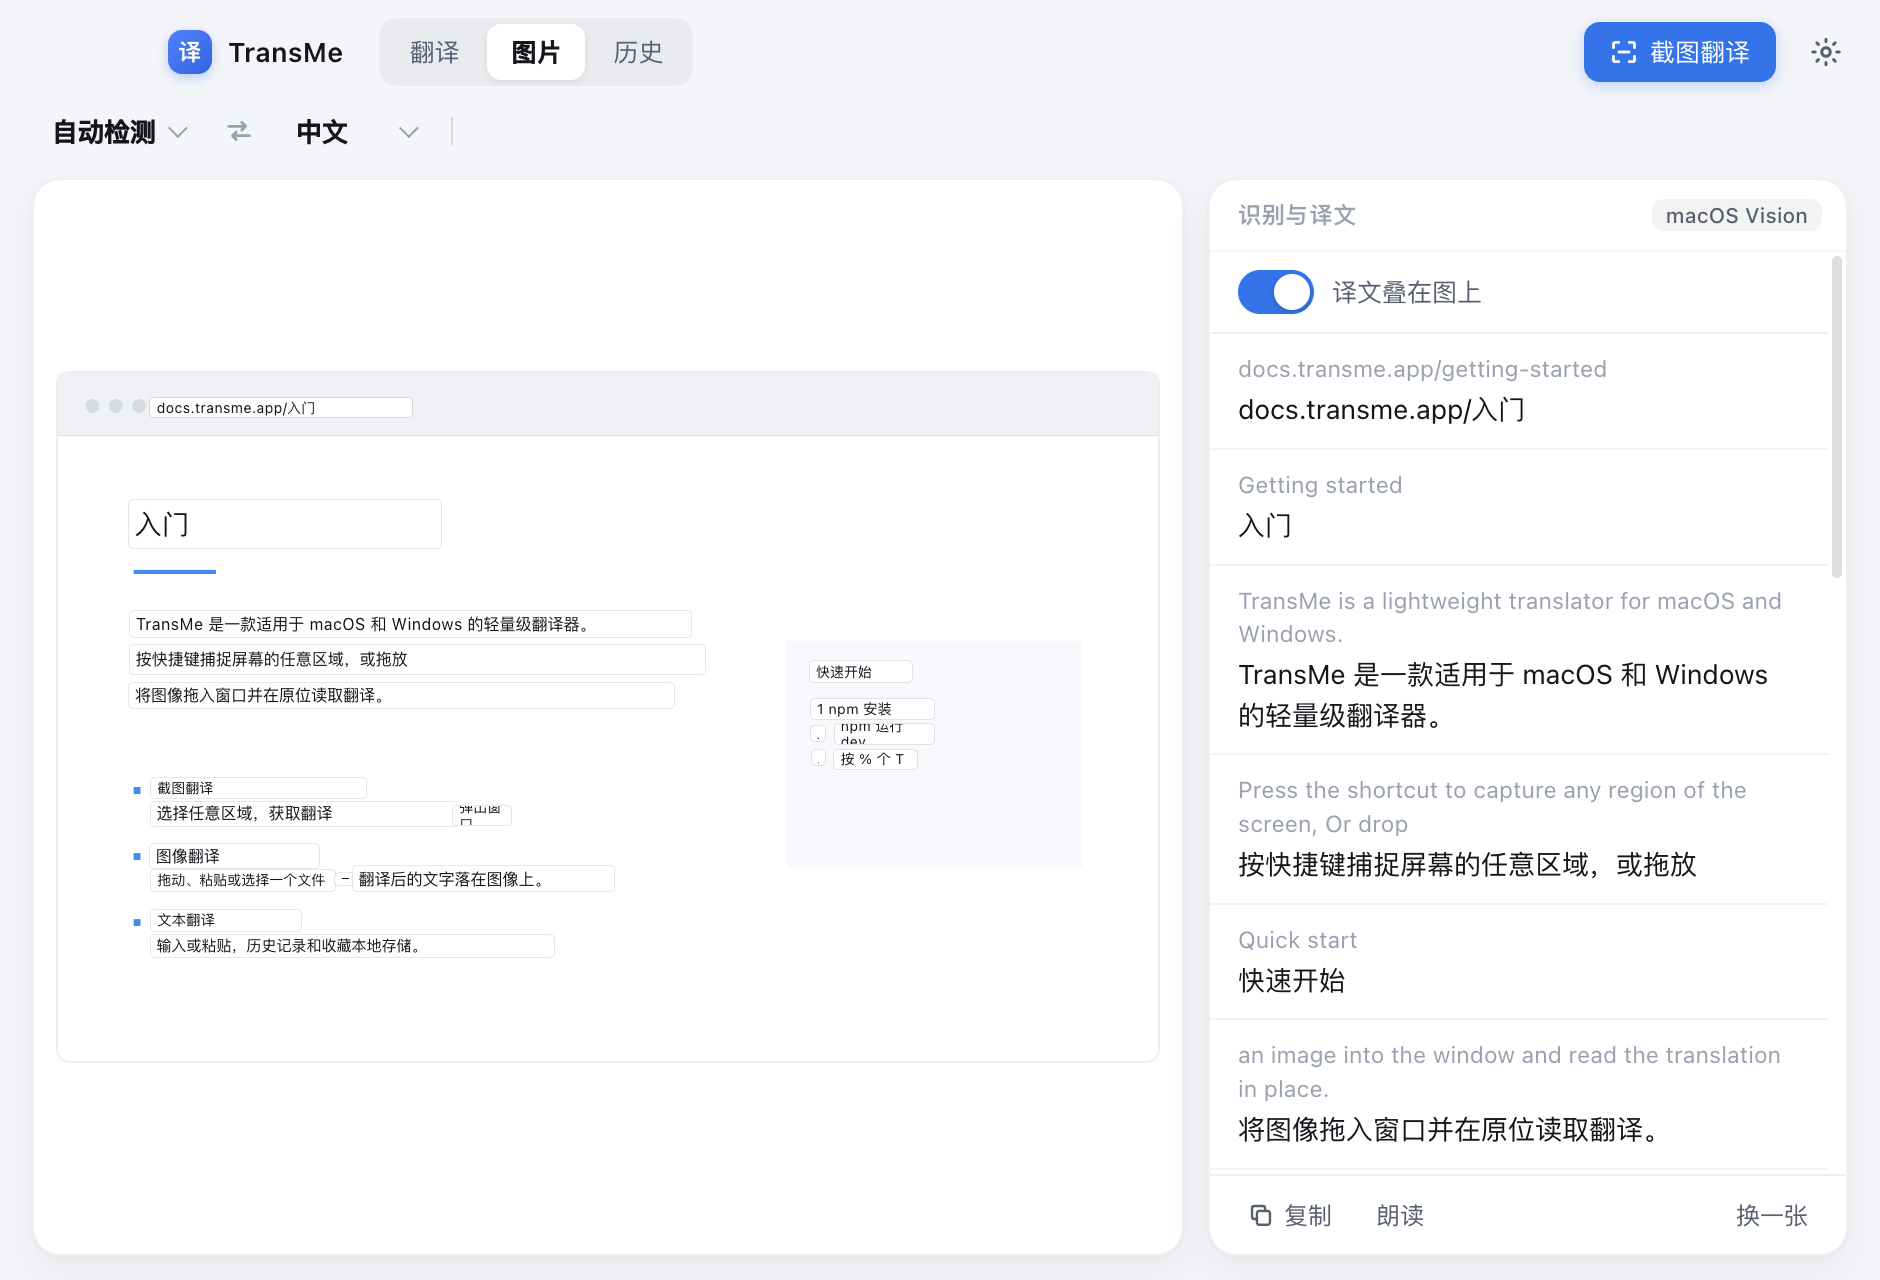 译 TransMe 翻译 图片 历史 截图翻译
自动检测 中文
docs.transme.app/入门
入门
TransMe 是一款适用于 macOS 和 Windows 的轻量级翻译器。
按快捷键捕捉屏幕的任意区域，或拖放
将图像拖入窗口并在原位读取翻译。
截图翻译
选择任意区域，获取翻译
图像翻译
拖动、粘贴或选择一个文件 – 翻译后的文字落在图像上。
文本翻译
输入或粘贴，历史记录和收藏本地存储。
快速开始
1 npm 安装
npm 运行
dev
按 % 个 T
识别与译文 macOS Vision
译文叠在图上
docs.transme.app/getting-started
docs.transme.app/入门
Getting started
入门
TransMe is a lightweight translator for macOS and
Windows.
TransMe 是一款适用于 macOS 和 Windows
的轻量级翻译器。
Press the shortcut to capture any region of the
screen, Or drop
按快捷键捕捉屏幕的任意区域，或拖放
Quick start
快速开始
an image into the window and read the translation
in place.
将图像拖入窗口并在原位读取翻译。
复制 朗读 换一张